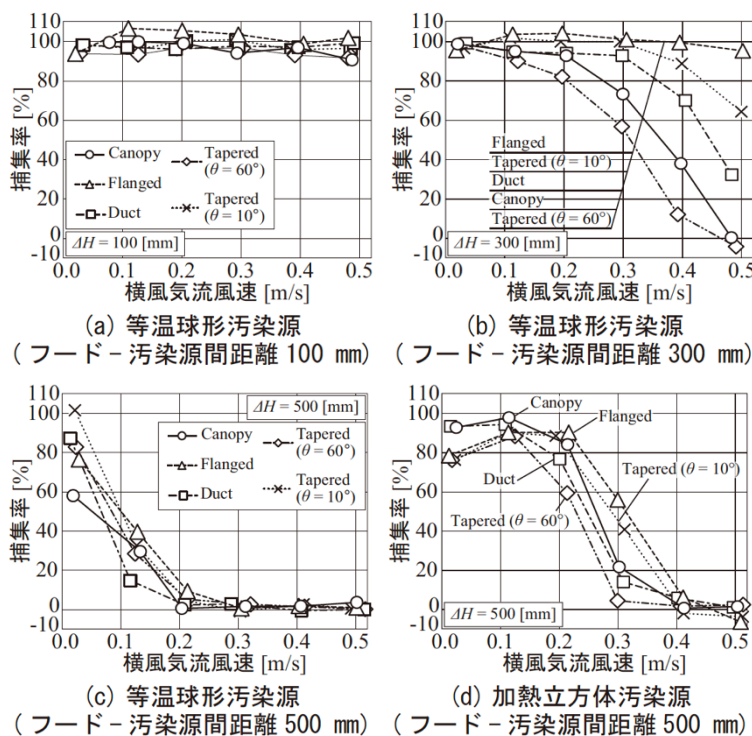 捕集率 [%]
110
100
80
60
40
20
0
-10
Canopy
Flanged
Duct
Tapered
(θ = 60°)
Tapered
(θ = 10°)
ΔH = 100 [mm]
0.0 0.1 0.2 0.3 0.4 0.5
横風気流風速 [m/s]
(a) 等温球形汚染源
(フード－汚染源間距離 100 mm)
捕集率 [%]
110
100
80
60
40
20
0
-10
Flanged
Tapered (θ = 10°)
Duct
Canopy
Tapered (θ = 60°)
ΔH = 300 [mm]
0.0 0.1 0.2 0.3 0.4 0.5
横風気流風速 [m/s]
(b) 等温球形汚染源
(フード－汚染源間距離 300 mm)
捕集率 [%]
110
100
80
60
40
20
0
-10
ΔH = 500 [mm]
Canopy
Flanged
Duct
Tapered
(θ = 60°)
Tapered
(θ = 10°)
0.0 0.1 0.2 0.3 0.4 0.5
横風気流風速 [m/s]
(c) 等温球形汚染源
(フード－汚染源間距離 500 mm)
捕集率 [%]
110
100
80
60
40
20
0
-10
Canopy
Flanged
Duct
Tapered (θ = 10°)
Tapered (θ = 60°)
ΔH = 500 [mm]
0.0 0.1 0.2 0.3 0.4 0.5
横風気流風速 [m/s]
(d) 加熱立方体汚染源
(フード－汚染源間距離 500 mm)